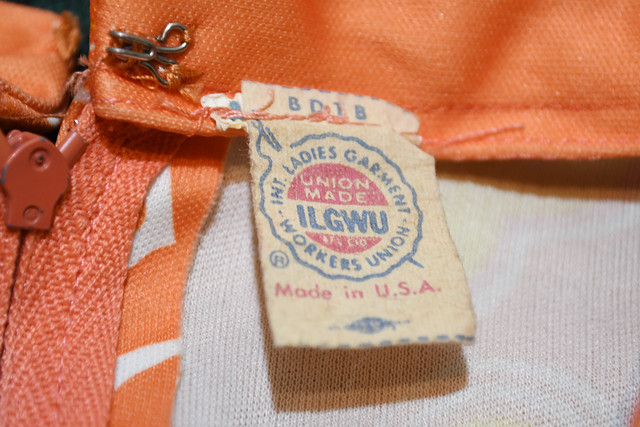 BD1B
INT. LADIES GARMENT
WORKERS UNION
UNION
MADE
ILGWU
®
Made in U.S.A.